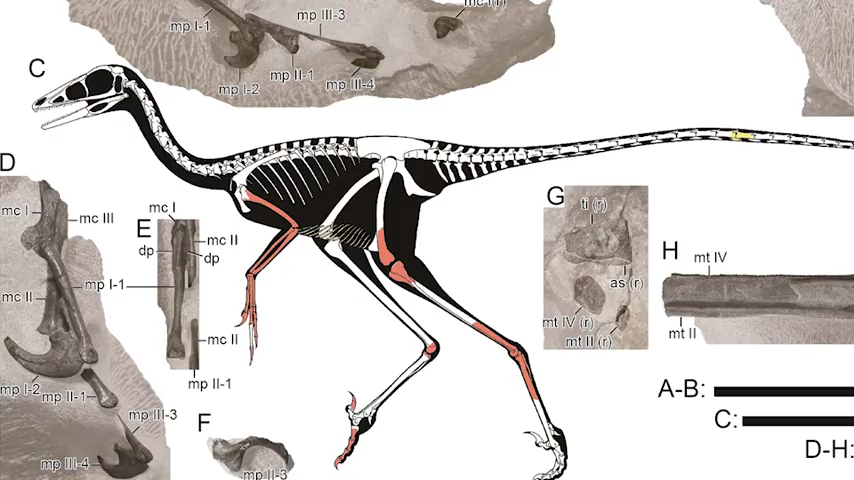 mp I-1
mp III-3
mc I (r)
mp II-1
mp III-4
mp I-2
C
D
mc I
mc III
mc II
mp I-1
mp I-2
mp II-1
mp III-3
mp III-4
E
mc I
mc II
dp
dp
mc II
mp II-1
F
mp II-3
G
ti (r)
as (r)
mt IV (r)
mt II (r)
H
mt IV
mt II
A-B:
C:
D-H: